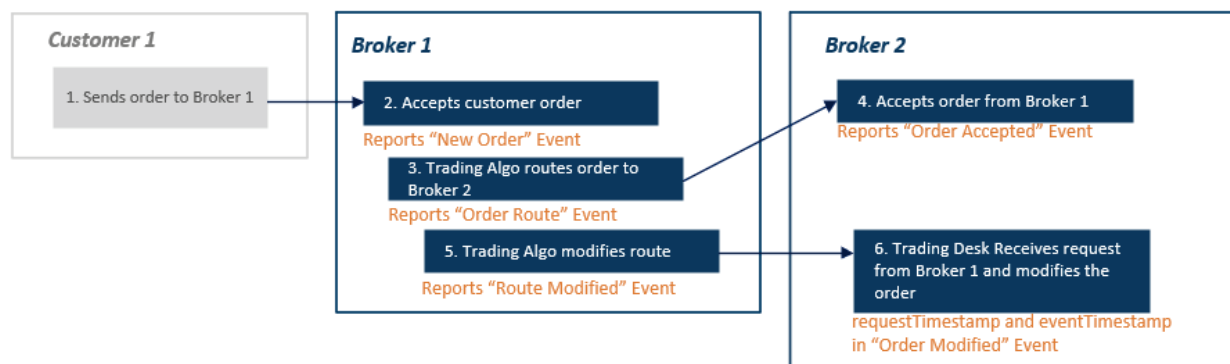 Customer 1
1. Sends order to Broker 1
Broker 1
2. Accepts customer order
Reports “New Order” Event
3. Trading Algo routes order to
Broker 2
Reports “Order Route” Event
5. Trading Algo modifies route
Reports “Route Modified” Event
Broker 2
4. Accepts order from Broker 1
Reports “Order Accepted” Event
6. Trading Desk Receives request
from Broker 1 and modifies the
order
requestTimestamp and eventTimestamp
in “Order Modified” Event